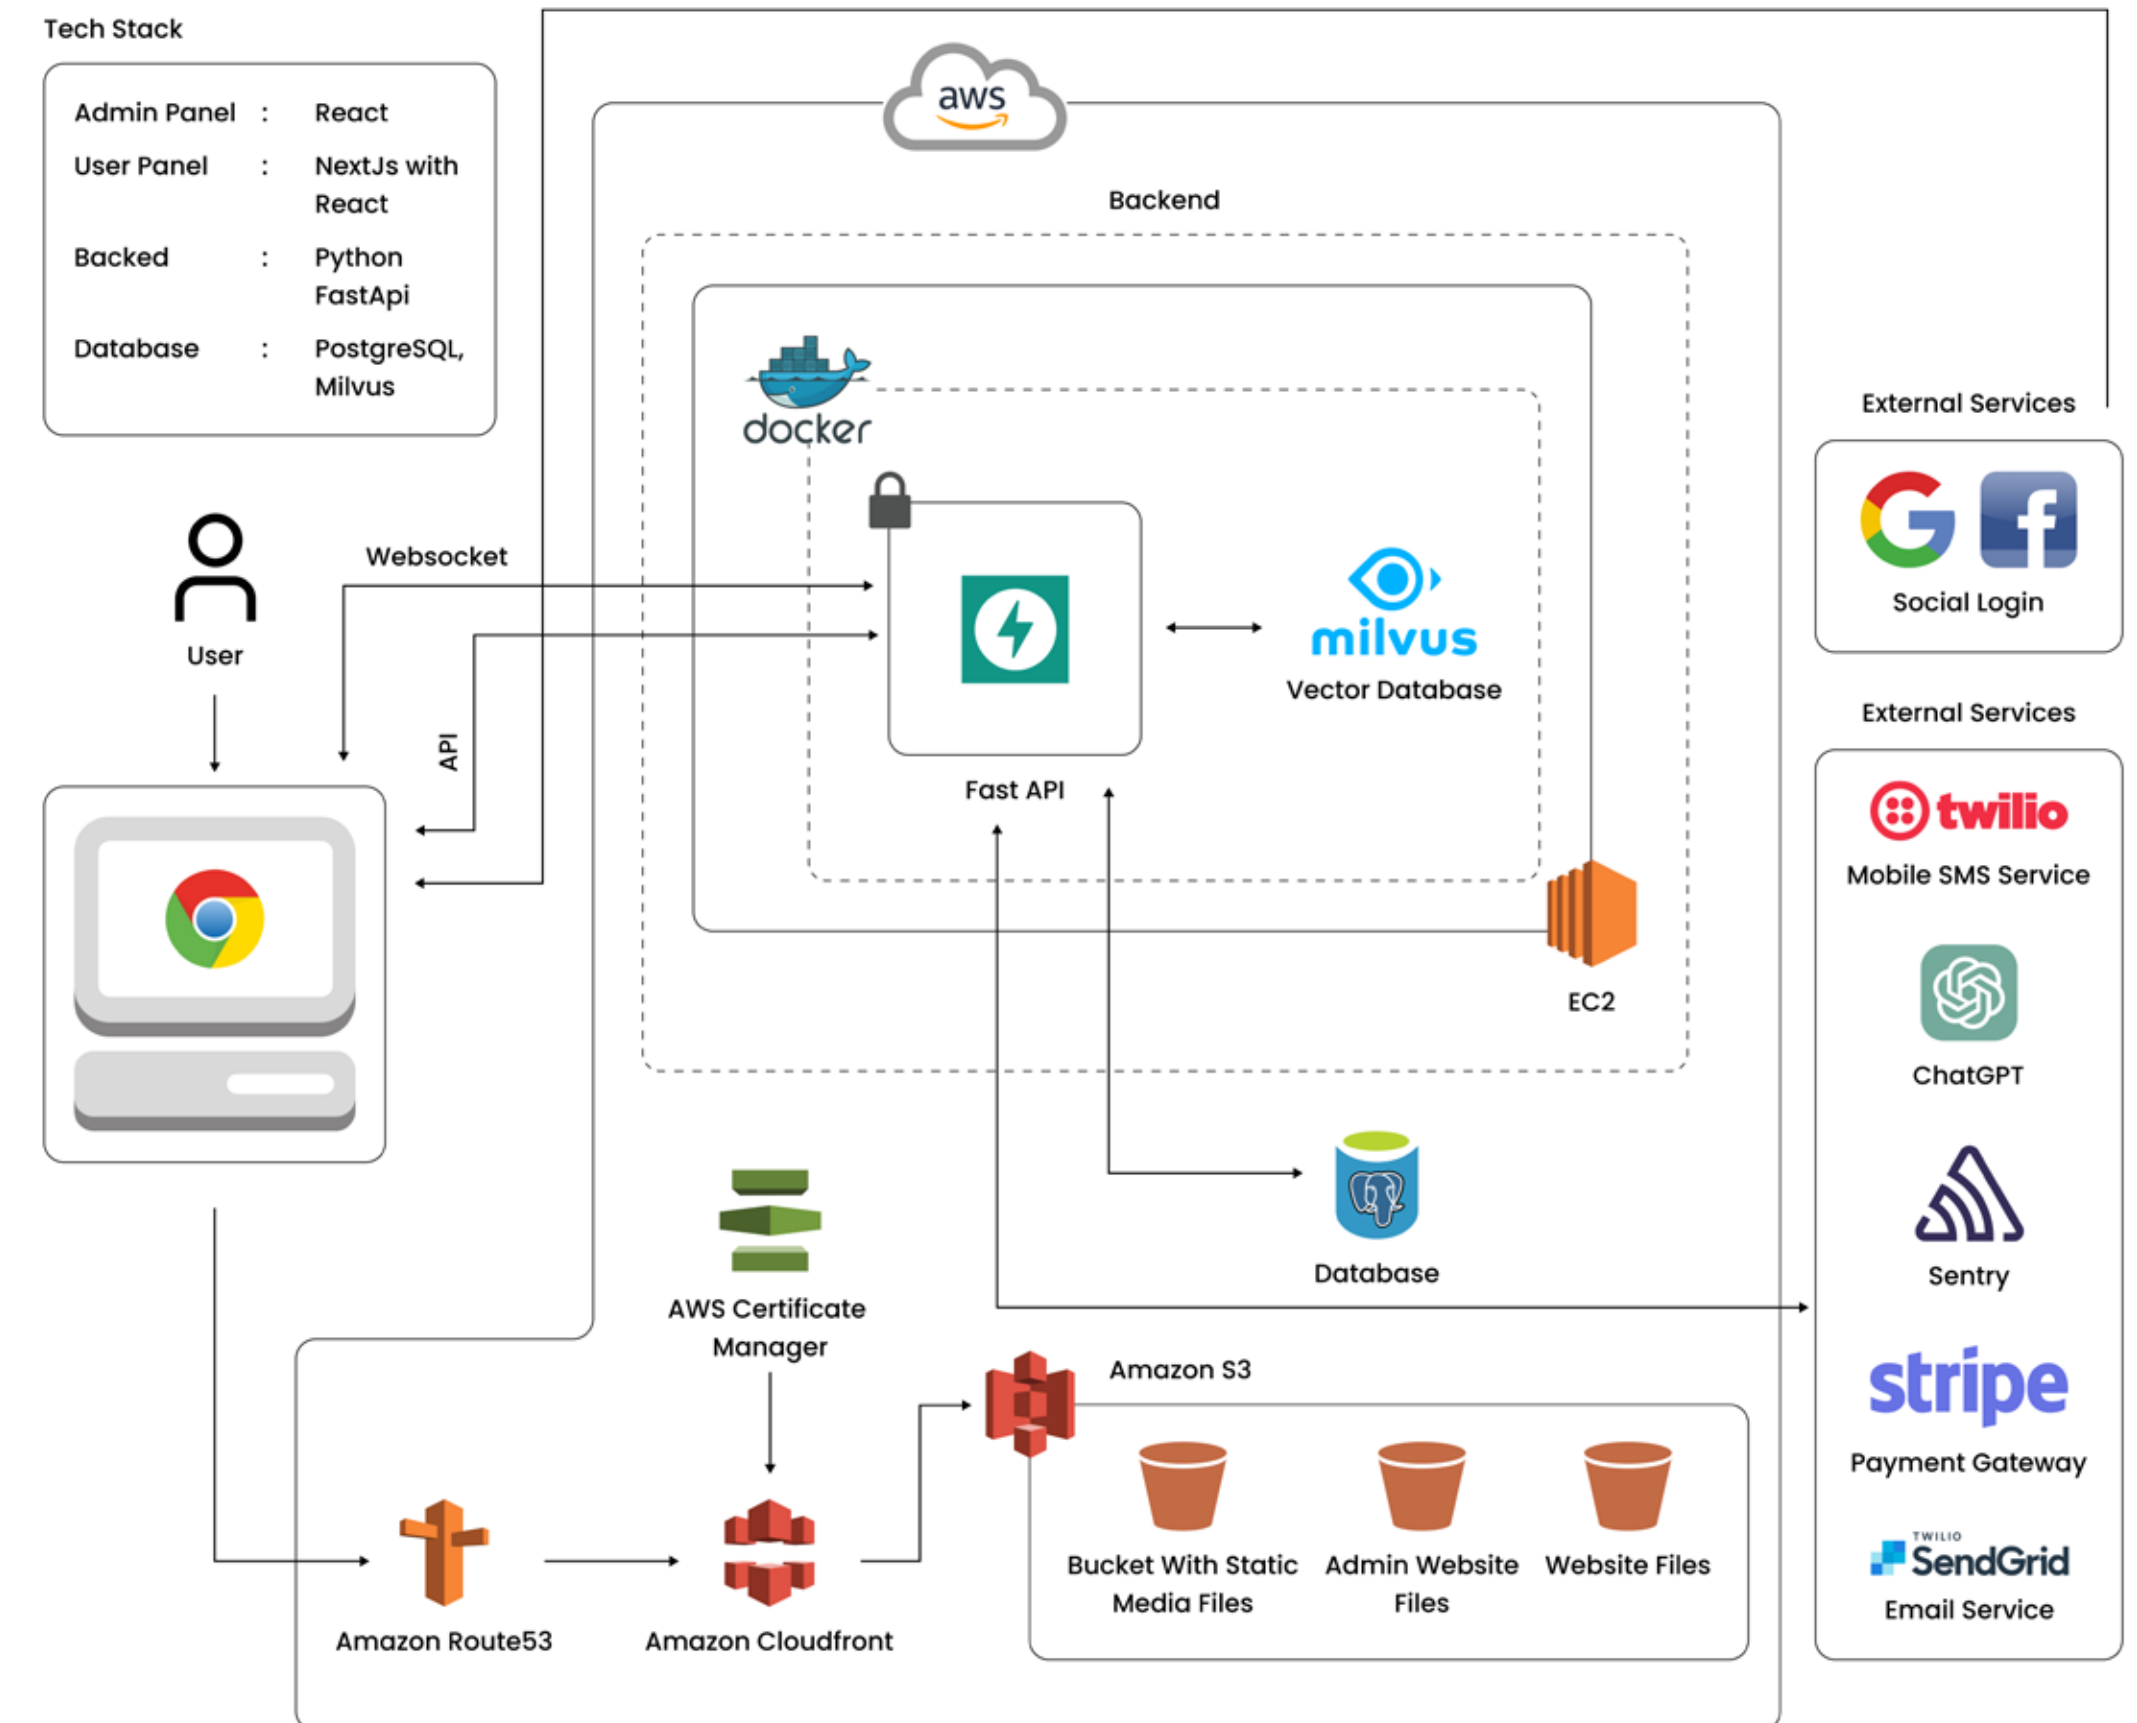 Tech Stack
Admin Panel : React
User Panel : NextJs with
React
Backed : Python
FastApi
Database : PostgreSQL,
Milvus
aws
Backend
docker
User
Websocket
API
Fast API
milvus
Vector Database
EC2
Database
AWS Certificate
Manager
Amazon Route53
Amazon Cloudfront
Amazon S3
Bucket With Static
Media Files
Admin Website
Files
Website Files
External Services
Social Login
External Services
twilio
Mobile SMS Service
ChatGPT
Sentry
stripe
Payment Gateway
TWILIO
SendGrid
Email Service